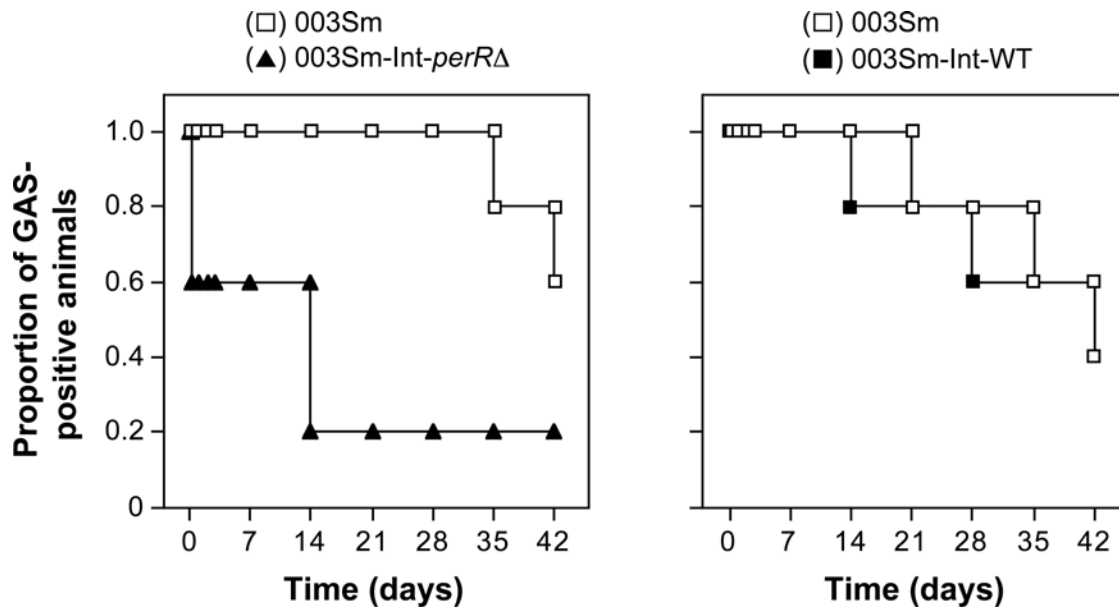 (□) 003Sm
(▲) 003Sm-Int-perRΔ
(□) 003Sm
(■) 003Sm-Int-WT
Proportion of GAS-
positive animals
1.0
0.8
0.6
0.4
0.2
0
0 7 14 21 28 35 42
0 7 14 21 28 35 42
Time (days)
Time (days)